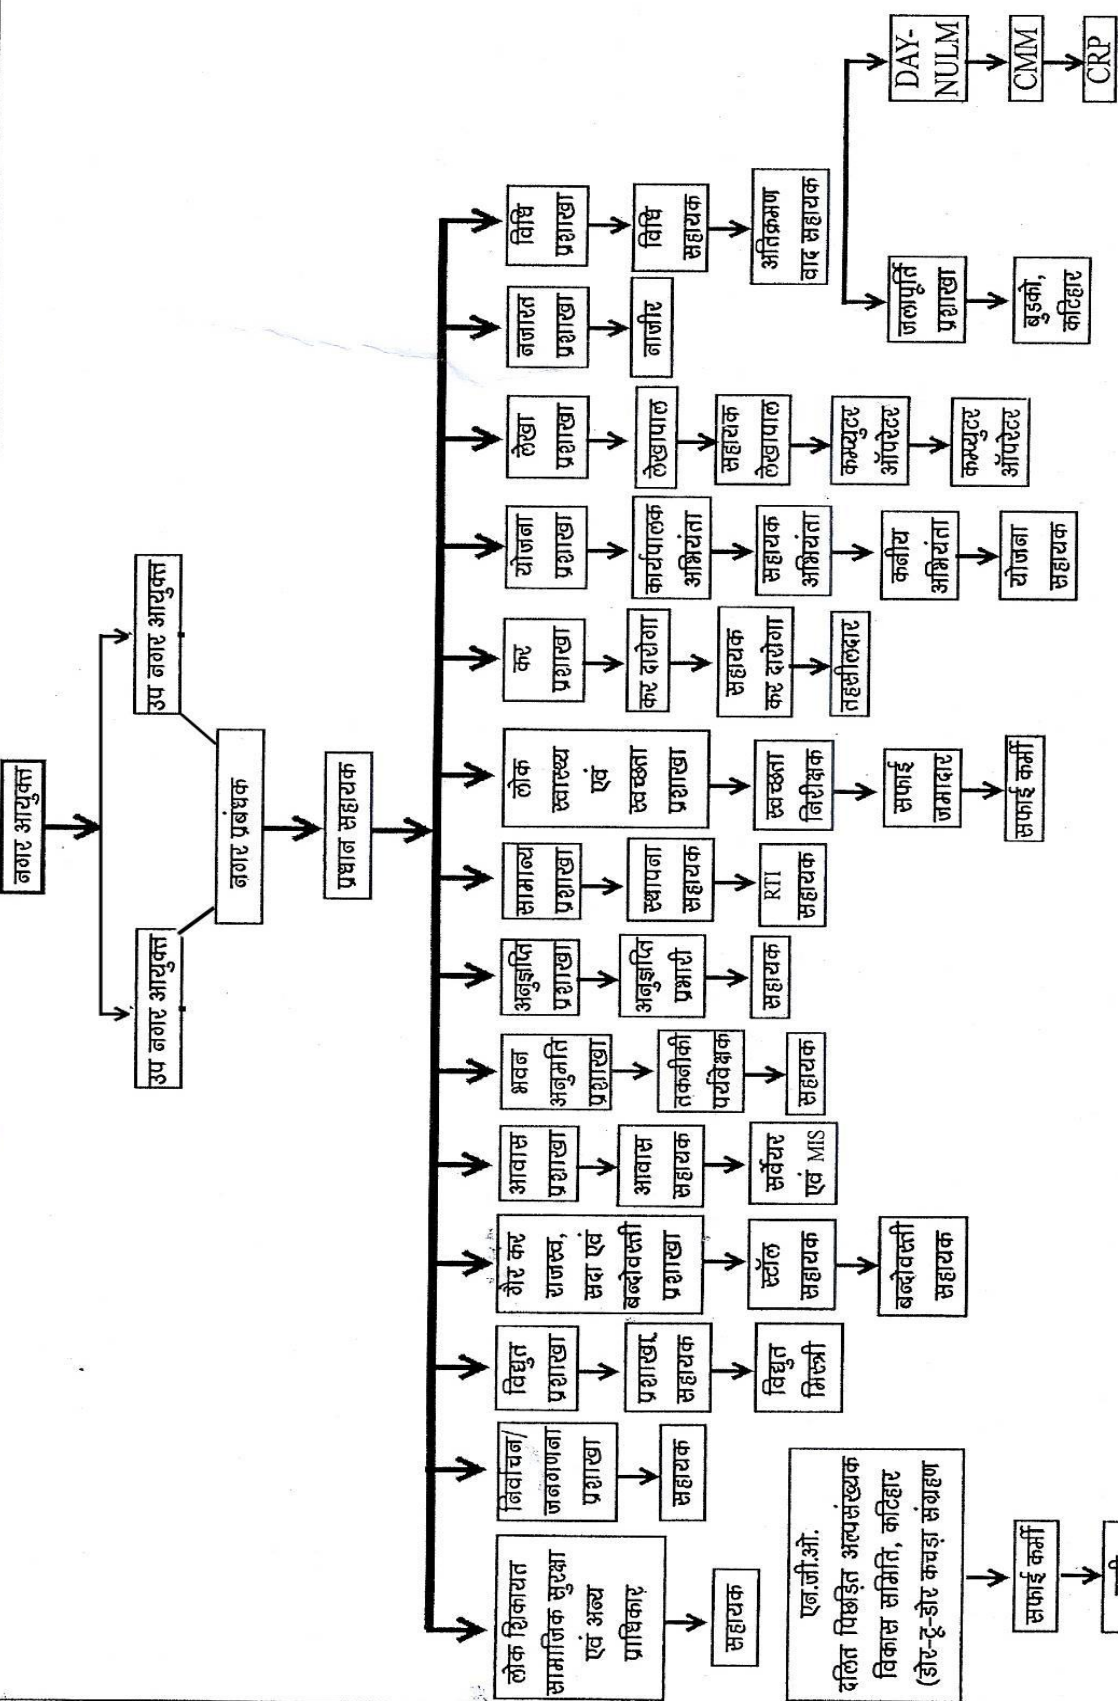 नगर आयुक्त
उप नगर आयुक्त
उप नगर आयुक्त
नगर प्रबंधक
प्रधान सहायक
लोक शिकायत
सामाजिक सुरक्षा
एवं अन्य
प्राधिकार
सहायक
निर्वाचन/
जनगणना
प्रशाखा
सहायक
विद्युत
प्रशाखा
प्रशाखा
सहायक
विद्युत
मिस्त्री
गैर कर
राजस्व,
सदा एवं
बन्दोवस्ती
प्रशाखा
स्टॉल
सहायक
बन्दोवस्ती
सहायक
आवास
प्रशाखा
आवास
सहायक
सर्वेयर
एवं MIS
भवन
अनुमति
प्रशाखा
तकनीकी
पर्यवेक्षक
सहायक
अनुज्ञप्ति
प्रशाखा
अनुज्ञप्ति
प्रभारी
सहायक
सामान्य
प्रशाखा
स्थापना
सहायक
RTI
सहायक
लोक
स्वास्थ्य
एवं
स्वच्छता
प्रशाखा
स्वच्छता
निरीक्षक
सफाई
जमादार
सफाई कर्मी
कर
प्रशाखा
कर दारोगा
सहायक
कर दारोगा
तहसीलदार
योजना
प्रशाखा
कार्यपालक
अभियंता
सहायक
अभियंता
कनीय
अभियंता
योजना
सहायक
लेखा
प्रशाखा
लेखापाल
सहायक
लेखापाल
कम्प्युटर
ऑपरेटर
कम्प्युटर
ऑपरेटर
नजारत
प्रशाखा
नाजीर
विधि
प्रशाखा
विधि
सहायक
अतिक्रमण
वाद सहायक
एन.जी.ओ.
दलित पिछड़ित अल्पसंख्यक
विकास समिति, कटिहार
(डोर-टू-डोर कचड़ा संग्रहण
सफाई कर्मी
जलापूर्ति
प्रशाखा
बुडको,
कटिहार
DAY-
NULM
CMM
CRP